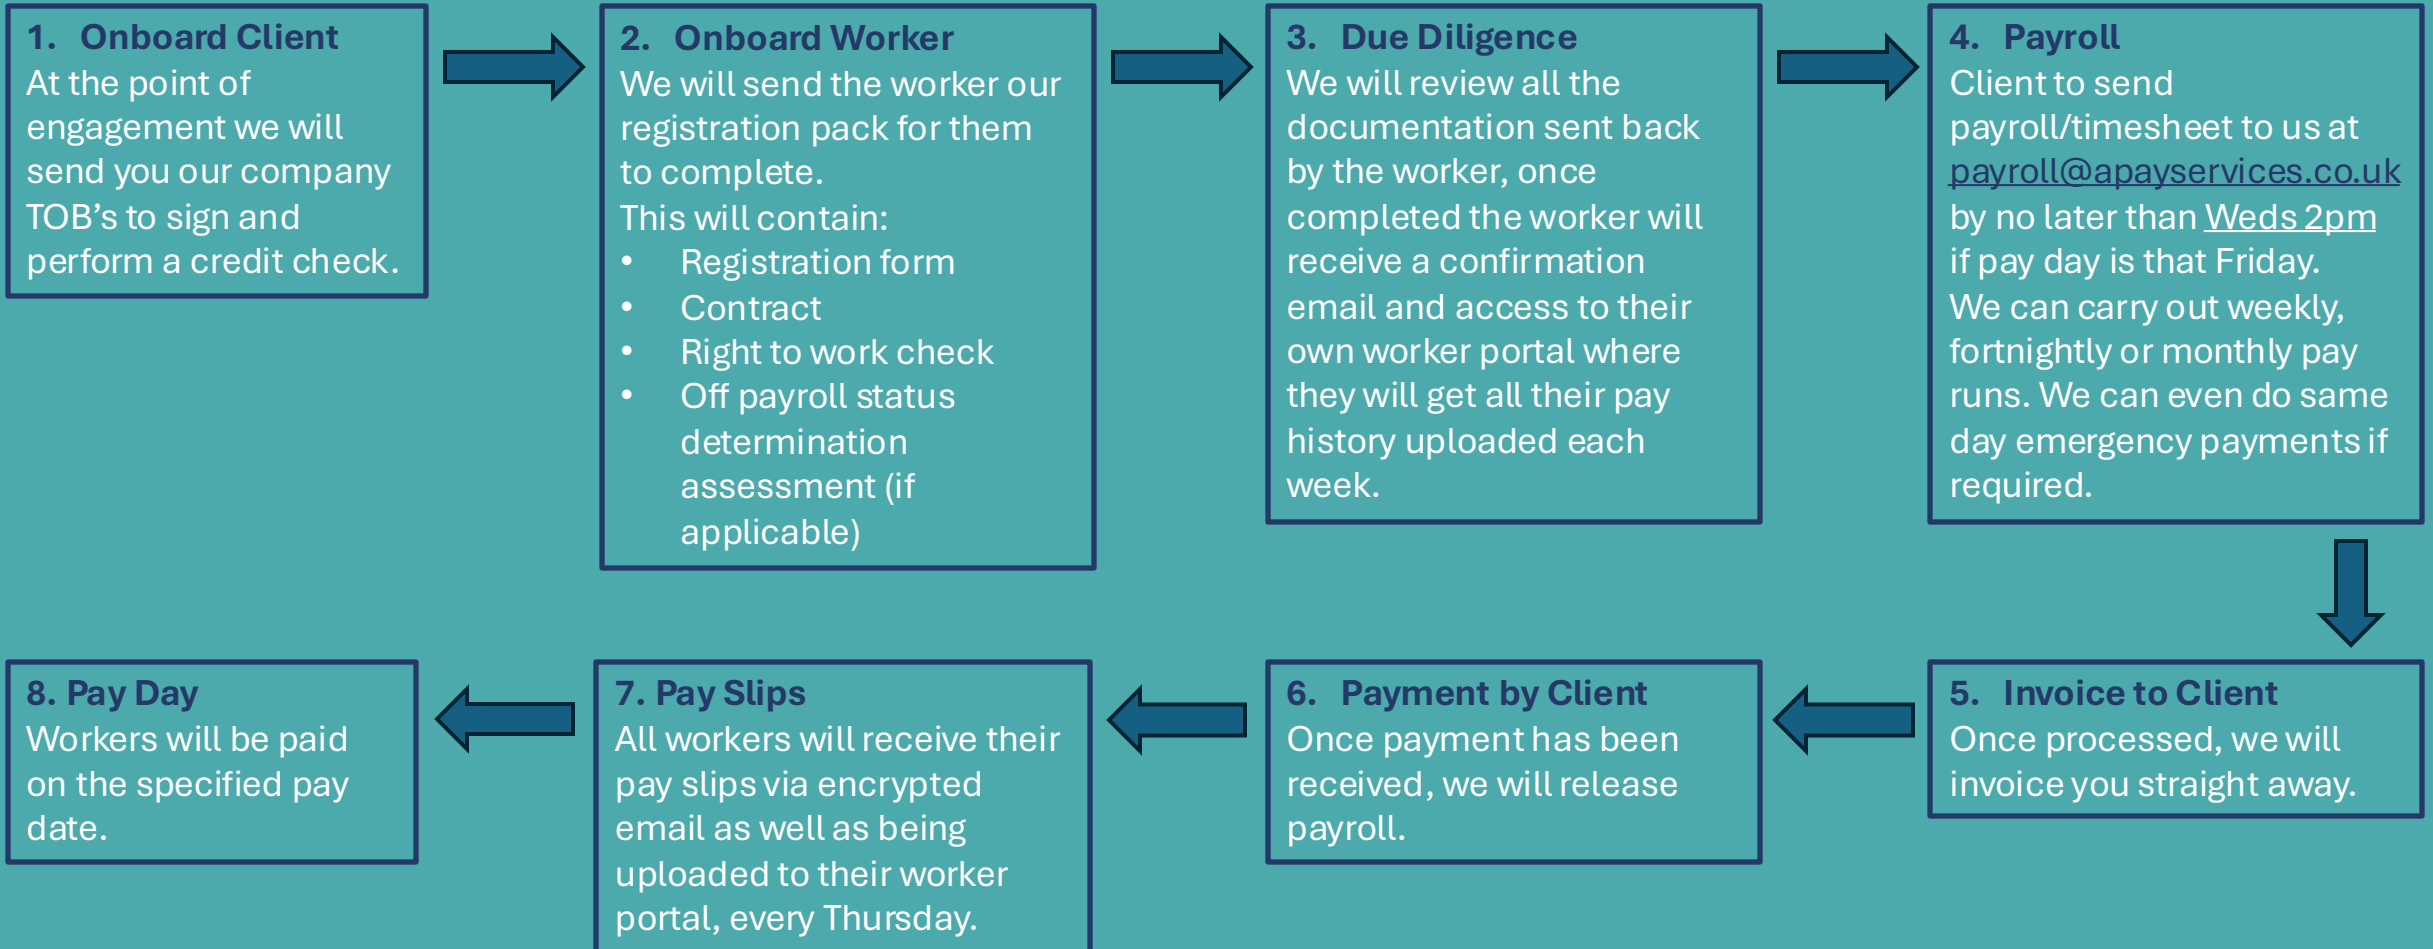 1. Onboard Client
At the point of
engagement we will
send you our company
TOB's to sign and
perform a credit check.
2. Onboard Worker
We will send the worker our
registration pack for them
to complete.
This will contain:
• Registration form
• Contract
• Right to work check
• Off payroll status
determination
assessment (if
applicable)
3. Due Diligence
We will review all the
documentation sent back
by the worker, once
completed the worker will
receive a confirmation
email and access to their
own worker portal where
they will get all their pay
history uploaded each
week.
4. Payroll
Client to send
payroll/timesheet to us at
payroll@apayservices.co.uk
by no later than Weds 2pm
if pay day is that Friday.
We can carry out weekly,
fortnightly or monthly pay
runs. We can even do same
day emergency payments if
required.
5. Invoice to Client
Once processed, we will
invoice you straight away.
6. Payment by Client
Once payment has been
received, we will release
payroll.
7. Pay Slips
All workers will receive their
pay slips via encrypted
email as well as being
uploaded to their worker
portal, every Thursday.
8. Pay Day
Workers will be paid
on the specified pay
date.